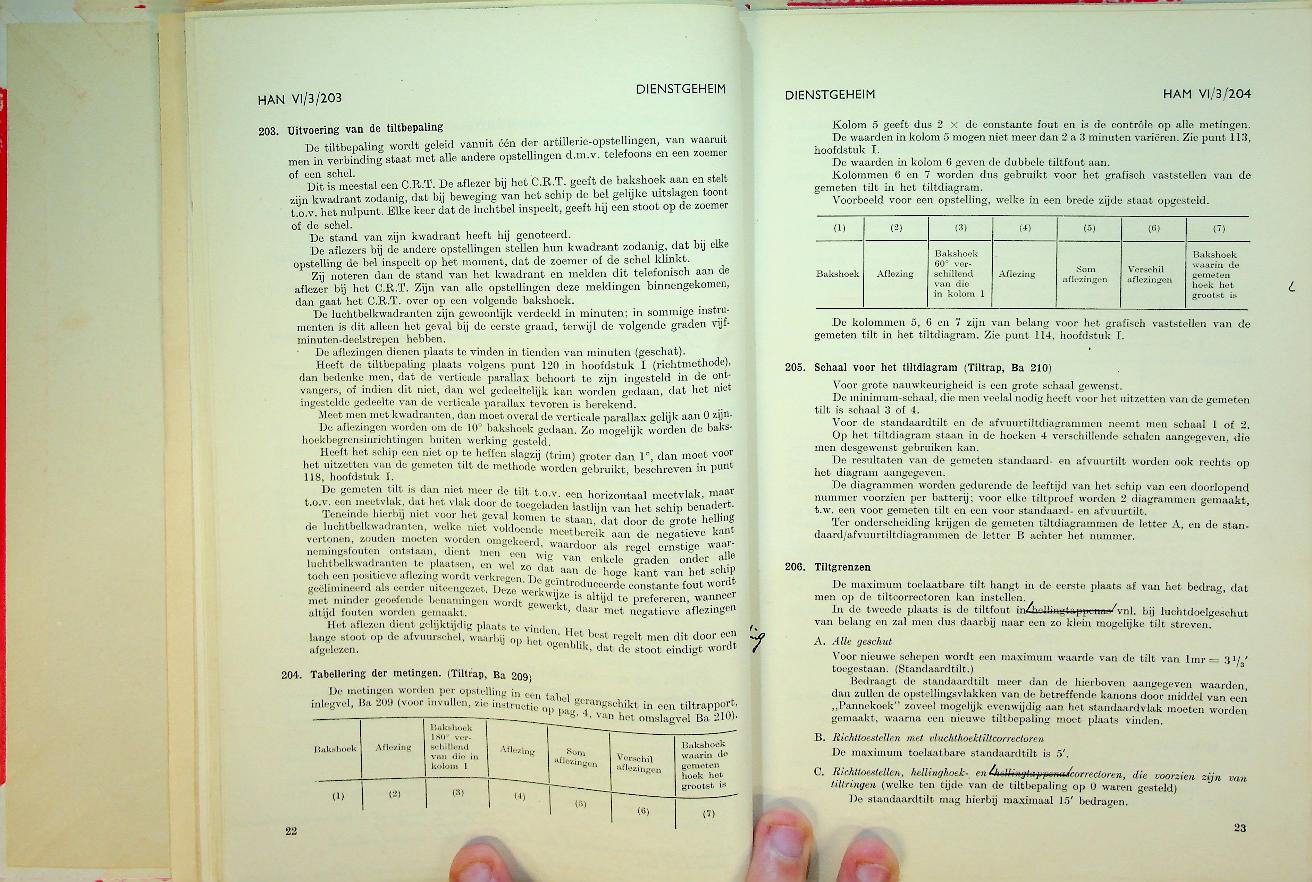 HAN VI/3/203
DIENSTGEHEIM
203. Uitvoering van de tiltbepaling
De tiltbepaling wordt geleid vanuit één der artillerie-opstellingen, van waaruit
men in verbinding staat met alle andere opstellingen d.m.v. telefoons en een zoemer
of een schel.
Dit is meestal een C.R.T. De aflezer bij het C.R.T. geeft de bakshoek aan en stelt
zijn kwadrant zodanig, dat bij beweging van het schip de bel gelijke uitslagen toont
t.o.v. het nulpunt. Elke keer dat de luchtbel inspeelt, geeft hij een stoot op de zoemer
of de schel.
De stand van zijn kwadrant heeft hij genoteerd.
De aflezers bij de andere opstellingen stellen hun kwadrant zodanig, dat bij elke
opstelling de bel inspeelt op het moment, dat de zoemer of de schel klinkt.
Zij noteren dan de stand van het kwadrant en melden dit telefonisch aan de
aflezer bij het C.R.T. Zijn van alle opstellingen deze meldingen binnengekomen,
dan gaat het C.R.T. over op een volgende bakshoek.
De luchtbelkwadranten zijn gewoonlijk verdeeld in minuten; in sommige instru-
menten is dit alleen het geval bij de eerste graad, terwijl de volgende graden vijf-
minuten-deelstrepen hebben.
De aflezingen dienen plaats te vinden in tienden van minuten (geschat).
Heeft de tiltbepaling plaats volgens punt 120 in hoofdstuk I (richtmethode),
dan bedenke men, dat de verticale parallax behoort te zijn ingesteld in de ont-
vangers, of indien dit niet, dan wel gedeeltelijk kan worden gedaan, dat het niet
ingestelde gedeelte van de verticale parallax tevoren is berekend.
Meet men met kwadranten, dan moet overal de verticale parallax gelijk aan 0 zijn.
De aflezingen worden om de 10° bakshoek gedaan. Zo mogelijk worden de baks-
hoekbegrensinrichtingen buiten werking gesteld.
Heeft het schip een niet op te heffen slagzij (trim) groter dan 1°, dan moet voor
het uitzetten van de gemeten tilt de methode worden gebruikt, beschreven in punt
118, hoofdstuk I.
De gemeten tilt is dan niet meer de tilt t.o.v. een horizontaal meetvlak, maar
t.o.v. een meetvlak, dat het vlak door de toegeladen lastlijn van het schip benadert.
Teneinde hierbij niet voor het geval komen te staan, dat door de grote helling
de luchtbelkwadranten, welke niet voldoende meetbereik aan de negatieve kant
vertonen, zouden moeten worden omgekeerd, waardoor als regel ernstige waar-
nemingsfouten ontstaan, dient men een wig van enkele graden onder alle
luchtbelkwadranten te plaatsen, en wel zo dat aan de hoge kant van het schip
toch een positieve aflezing wordt verkregen. De geïntroduceerde constante fout wordt
geëlimineerd als eerder uiteengezet. Deze werkwijze is altijd te prefereren, wanneer
met minder geoefende benamingen wordt gewerkt, daar met negatieve aflezingen
altijd fouten worden gemaakt.
Het aflezen dient gelijktijdig plaats te vinden. Het best regelt men dit door een
lange stoot op de afvuurschel, waarbij op het ogenblik, dat de stoot eindigt wordt
afgelezen.
204. Tabellering der metingen. (Tiltrap, Ba 209)
De metingen worden per opstelling in een tabel gerangschikt in een tiltrapport,
inlegvel, Ba 209 (voor invullen, zie instructie op pag. 4, van het omslagvel Ba 210).
Bakshoek
Aflezing
Bakshoek
180° ver-
schillend
van die in
kolom 1
Aflezing
Som
aflezingen
Verschil
aflezingen
Bakshoek
waarin de
gemeten
hoek het
grootst is
(1) (2) (3) (4) (5) (6) (7)
22
DIENSTGEHEIM
HAM VI/3/204
Kolom 5 geeft dus 2 × de constante fout en is de contrôle op alle metingen.
De waarden in kolom 5 mogen niet meer dan 2 a 3 minuten variëren. Zie punt 113,
hoofdstuk I.
De waarden in kolom 6 geven de dubbele tiltfout aan.
Kolommen 6 en 7 worden dus gebruikt voor het grafisch vaststellen van de
gemeten tilt in het tiltdiagram.
Voorbeeld voor een opstelling, welke in een brede zijde staat opgesteld.
(1) (2) (3) (4) (5) (6) (7)
Bakshoek
Aflezing
Bakshoek
60° ver-
schillend
van die
in kolom 1
Aflezing
Som
aflezingen
Verschil
aflezingen
Bakshoek
waarin de
gemeten
hoek het
grootst is
De kolommen 5, 6 en 7 zijn van belang voor het grafisch vaststellen van de
gemeten tilt in het tiltdiagram. Zie punt 114, hoofdstuk I.
205. Schaal voor het tiltdiagram (Tiltrap, Ba 210)
Voor grote nauwkeurigheid is een grote schaal gewenst.
De minimum-schaal, die men veelal nodig heeft voor het uitzetten van de gemeten
tilt is schaal 3 of 4.
Voor de standaardtilt en de afvuurtiltdiagrammen neemt men schaal 1 of 2.
Op het tiltdiagram staan in de hoeken 4 verschillende schalen aangegeven, die
men desgewenst gebruiken kan.
De resultaten van de gemeten standaard- en afvuurtilt worden ook rechts op
het diagram aangegeven.
De diagrammen worden gedurende de leeftijd van het schip van een doorlopend
nummer voorzien per batterij; voor elke tiltproef worden 2 diagrammen gemaakt,
t.w. een voor gemeten tilt en een voor standaard- en afvuurtilt.
Ter onderscheiding krijgen de gemeten tiltdiagrammen de letter A, en de stan-
daard/afvuurtiltdiagrammen de letter B achter het nummer.
206. Tiltgrenzen
De maximum toelaatbare tilt hangt in de eerste plaats af van het bedrag, dat
men op de tiltcorrectoren kan instellen.
In de tweede plaats is de tiltfout in hellingtappenas vnl. bij luchtdoelgeschut
van belang en zal men dus daarbij naar een zo klein mogelijke tilt streven.
A. Alle geschut
Voor nieuwe schepen wordt een maximum waarde van de tilt van 1mr = 3 1/3'
toegestaan. (Standaardtilt.)
Bedraagt de standaardtilt meer dan de hierboven aangegeven waarden,
dan zullen de opstellingsvlakken van de betreffende kanons door middel van een
„Pannekoek" zoveel mogelijk evenwijdig aan het standaardvlak moeten worden
gemaakt, waarna een nieuwe tiltbepaling moet plaats vinden.
B. Richttoestellen met vluchthoektiltcorrectoren
De maximum toelaatbare standaardtilt is 5'.
C. Richttoestellen, hellinghoek- en hellingtappenascorrectoren, die voorzien zijn van
tiltringen (welke ten tijde van de tiltbepaling op 0 waren gesteld)
De standaardtilt mag hierbij maximaal 15' bedragen.
23